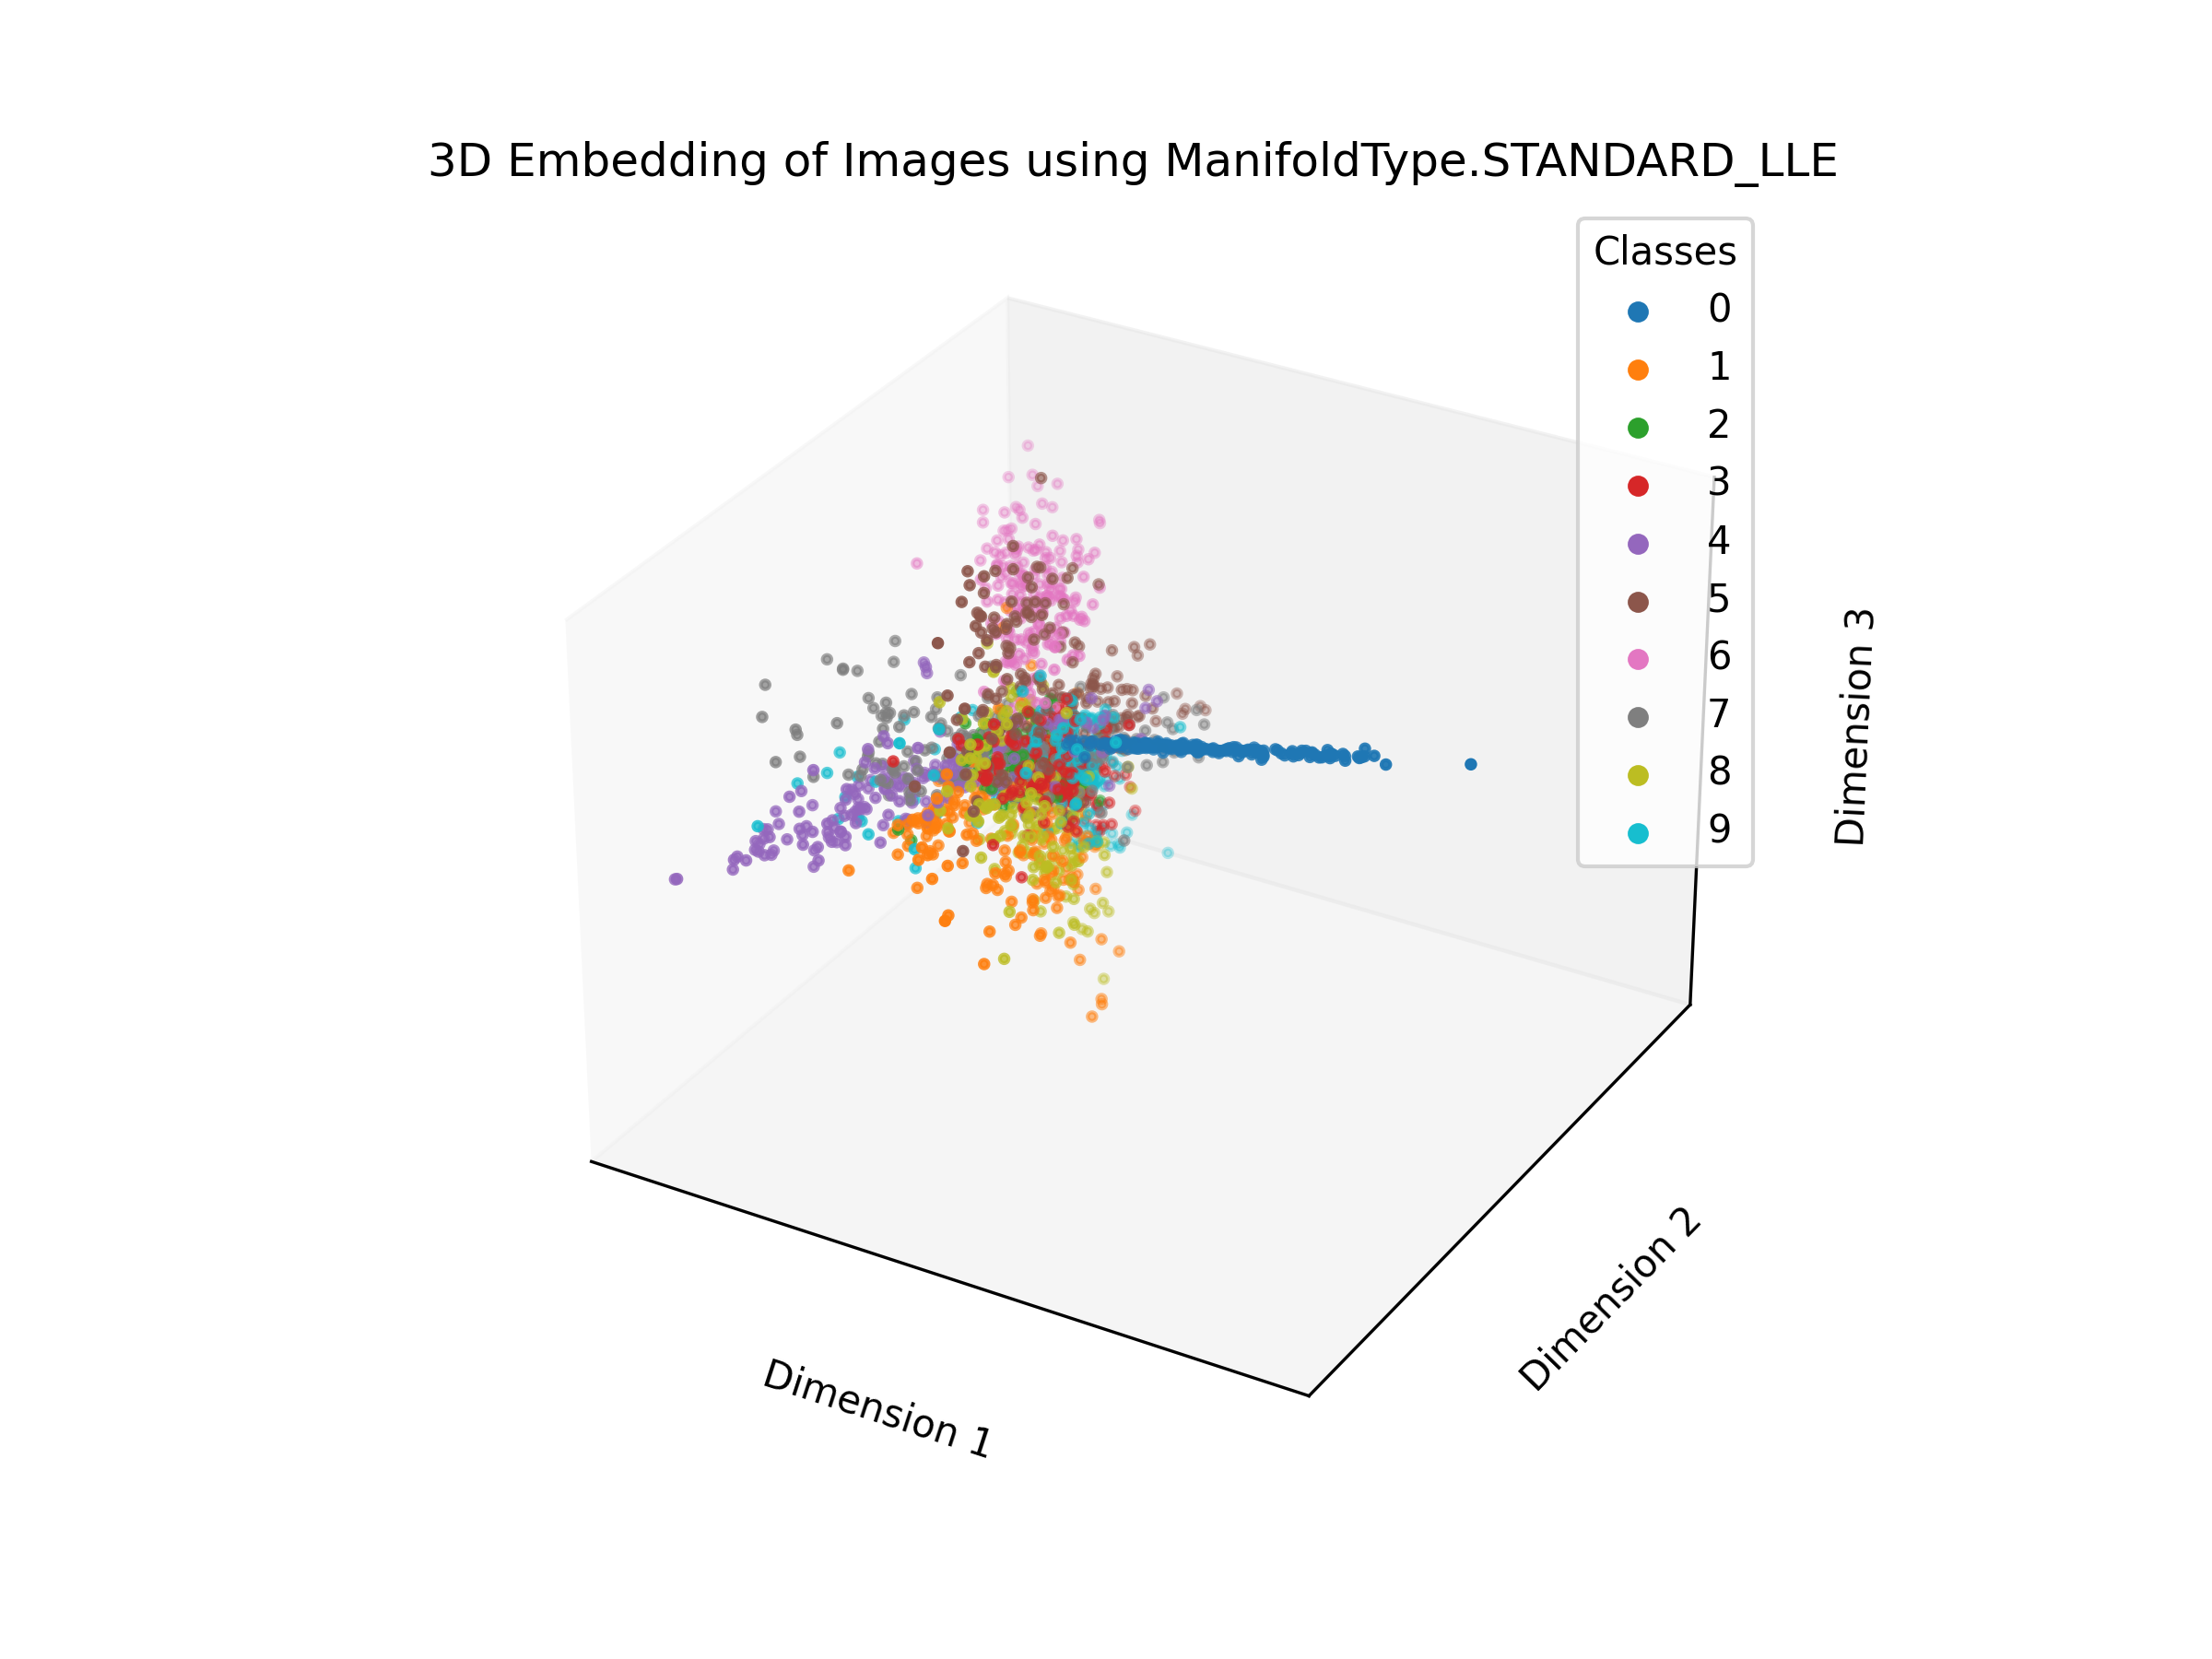 3D Embedding of Images using ManifoldType.STANDARD_LLE
Classes
0
1
2
3
4
5
6
7
8
9
Dimension 3
Dimension 2
Dimension 1